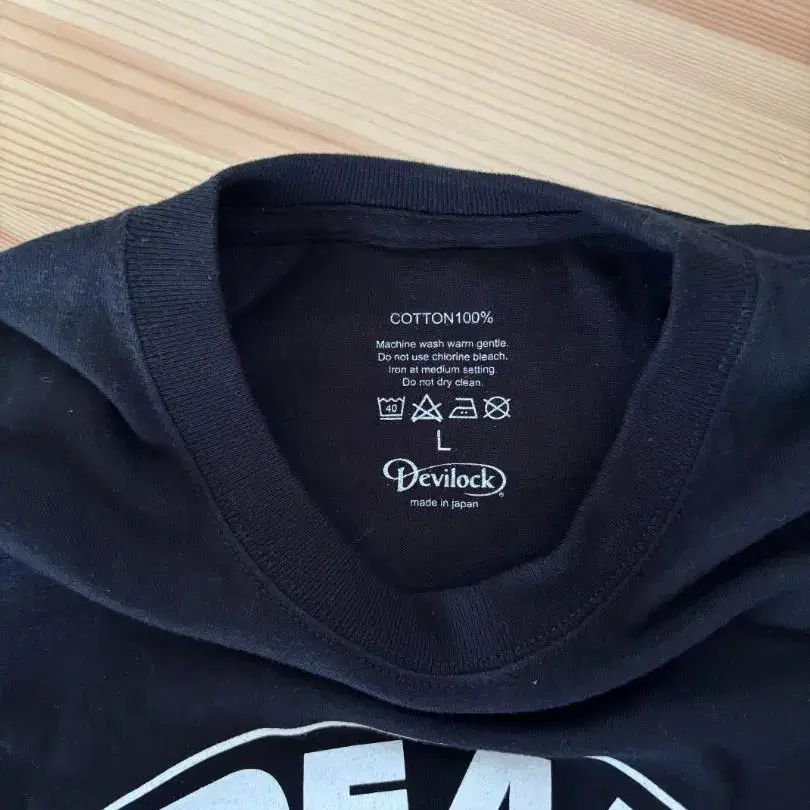 COTTON100%
Machine wash warm gentle.
Do not use chlorine bleach.
Iron at medium setting.
Do not dry clean.
40
L
Devilock
made in japan